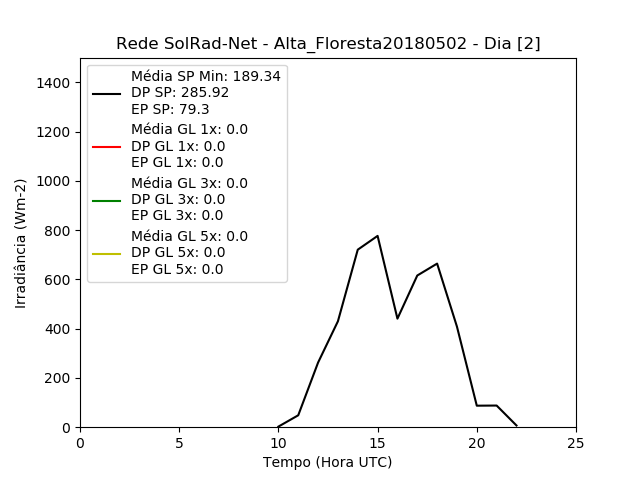 Rede SolRad-Net - Alta_Floresta20180502 - Dia [2]
Média SP Min: 189.34
DP SP: 285.92
EP SP: 79.3
Média GL 1x: 0.0
DP GL 1x: 0.0
EP GL 1x: 0.0
Média GL 3x: 0.0
DP GL 3x: 0.0
EP GL 3x: 0.0
Média GL 5x: 0.0
DP GL 5x: 0.0
EP GL 5x: 0.0
Irradiância (Wm-2)
1400
1200
1000
800
600
400
200
0
0 5 10 15 20 25
Tempo (Hora UTC)